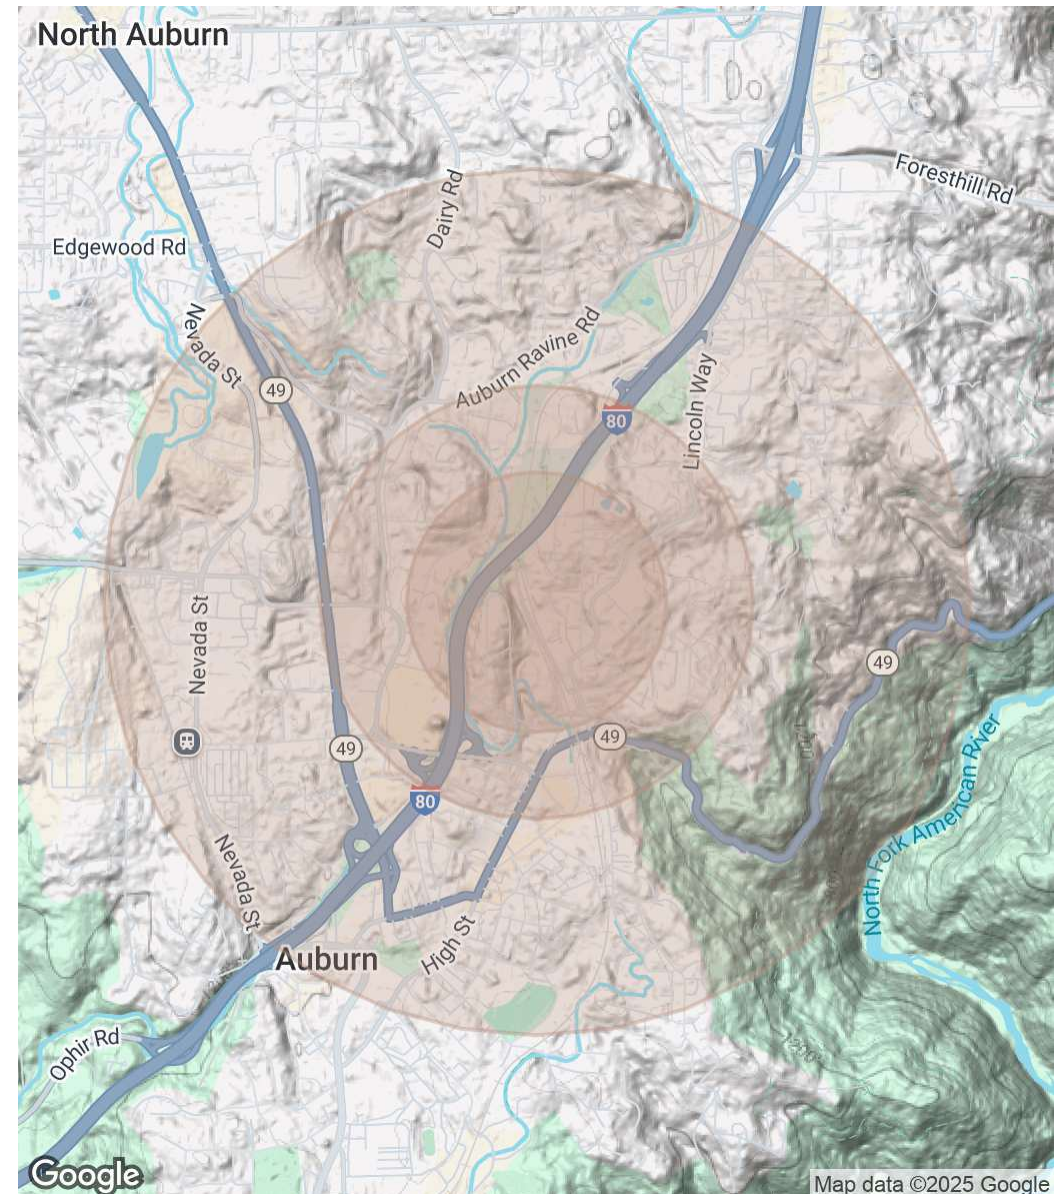 North Auburn
Foresthill Rd
Dairy Rd
Edgewood Rd
Nevada St
Auburn Ravine Rd
49
Lincoln Way
80
Nevada St
49
49
49
80
North Fork American River
Nevada St
High St
Auburn
Ophir Rd
1200
Google
Map data ©2025 Google